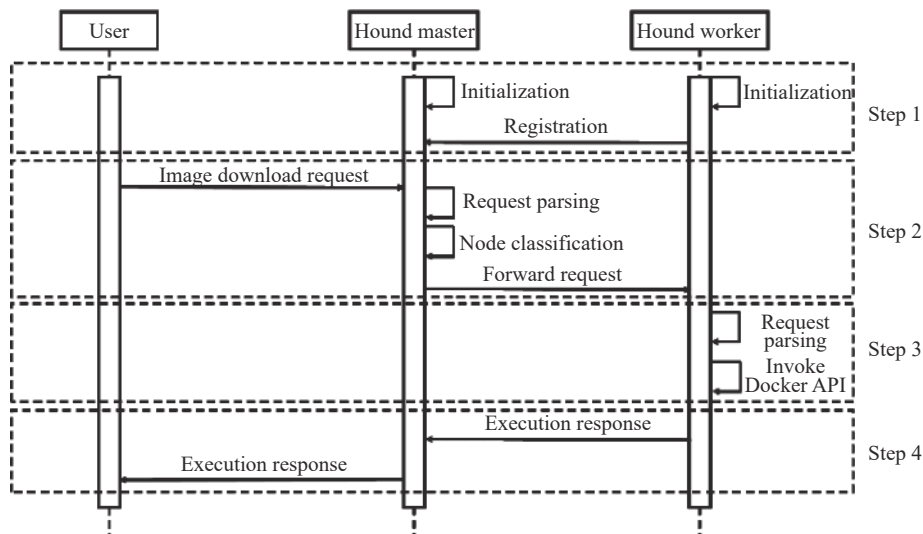 User
Hound master
Hound worker
Initialization
Initialization
Step 1
Registration
Image download request
Request parsing
Node classification
Step 2
Forward request
Request
parsing
Step 3
Invoke
Docker API
Execution response
Step 4
Execution response